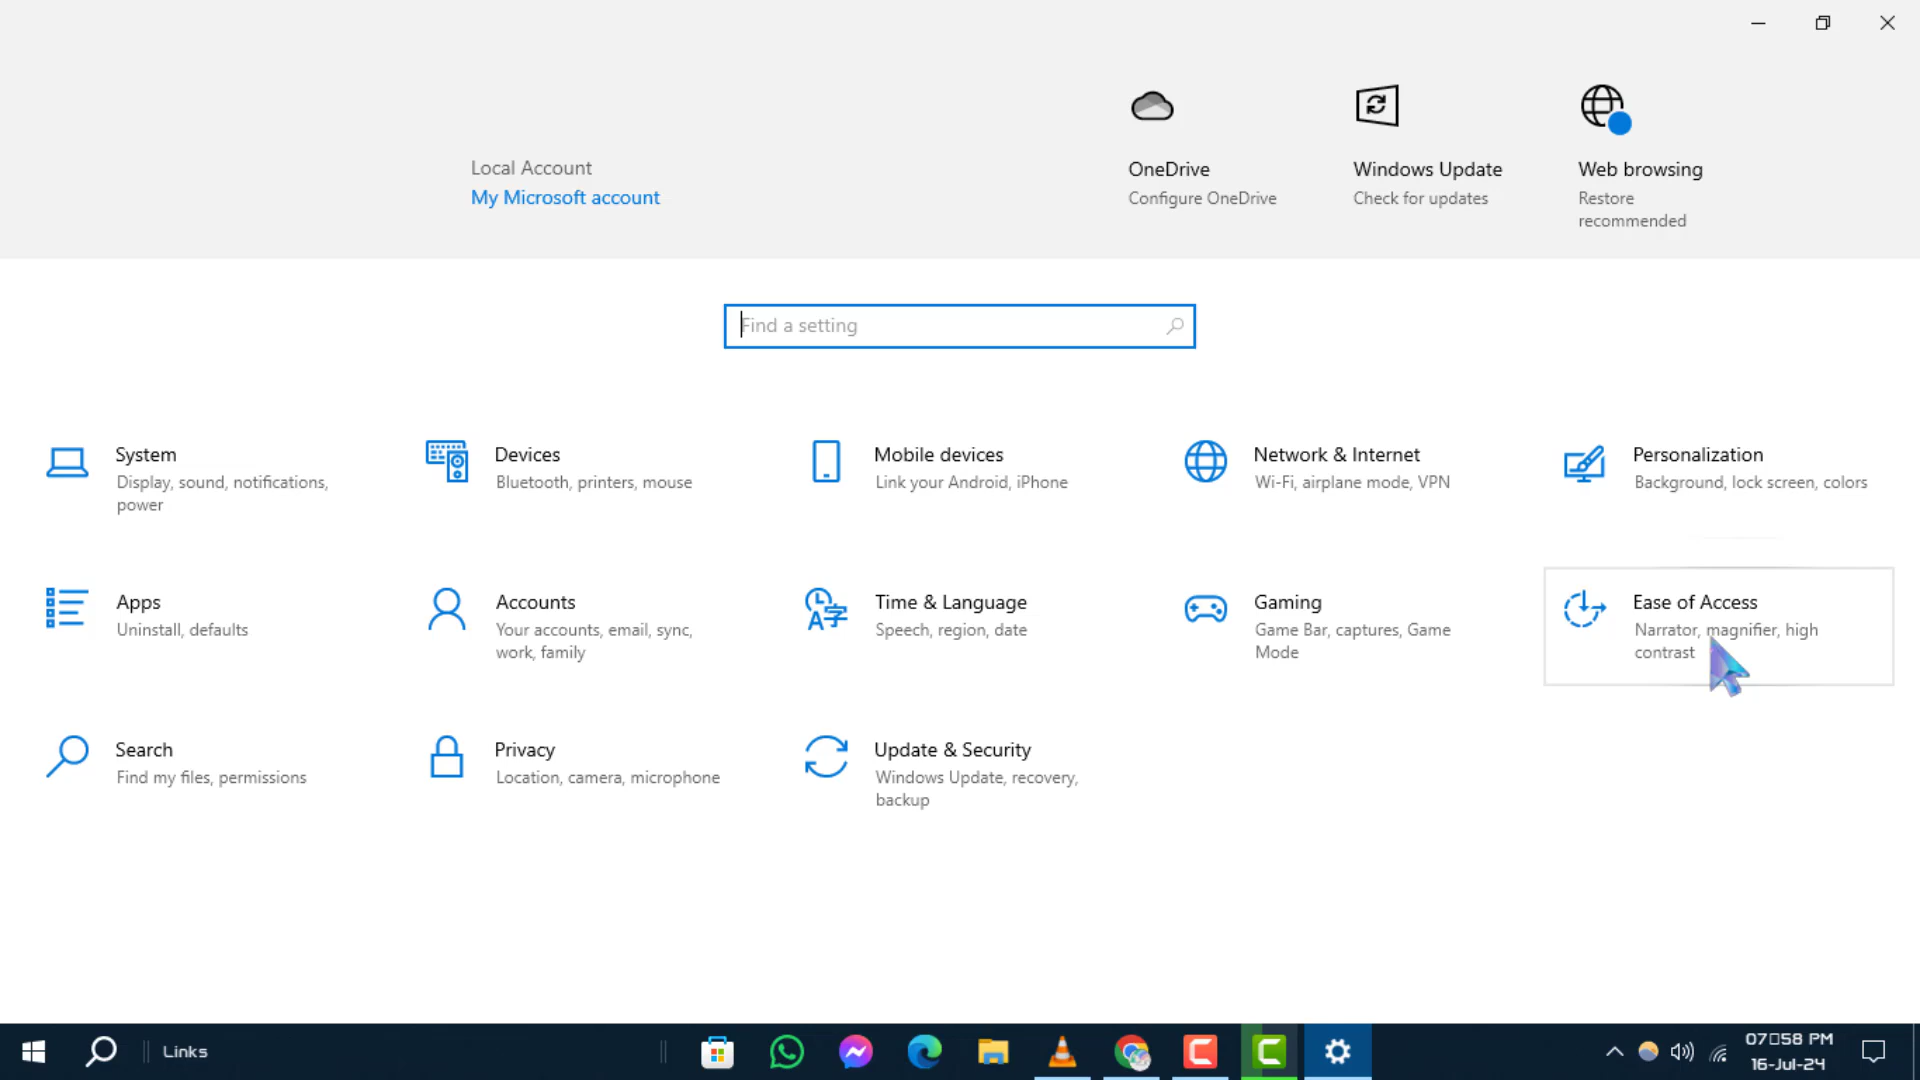 Local Account
My Microsoft account
OneDrive
Configure OneDrive
Windows Update
Check for updates
Web browsing
Restore
recommended
Find a setting
System
Display, sound, notifications,
power
Devices
Bluetooth, printers, mouse
Mobile devices
Link your Android, iPhone
Network & Internet
Wi-Fi, airplane mode, VPN
Personalization
Background, lock screen, colors
Apps
Uninstall, defaults
Accounts
Your accounts, email, sync,
work, family
Time & Language
Speech, region, date
Gaming
Game Bar, captures, Game
Mode
Ease of Access
Narrator, magnifier, high
contrast
Search
Find my files, permissions
Privacy
Location, camera, microphone
Update & Security
Windows Update, recovery,
backup
Links
07▯58 PM
16-Jul-24